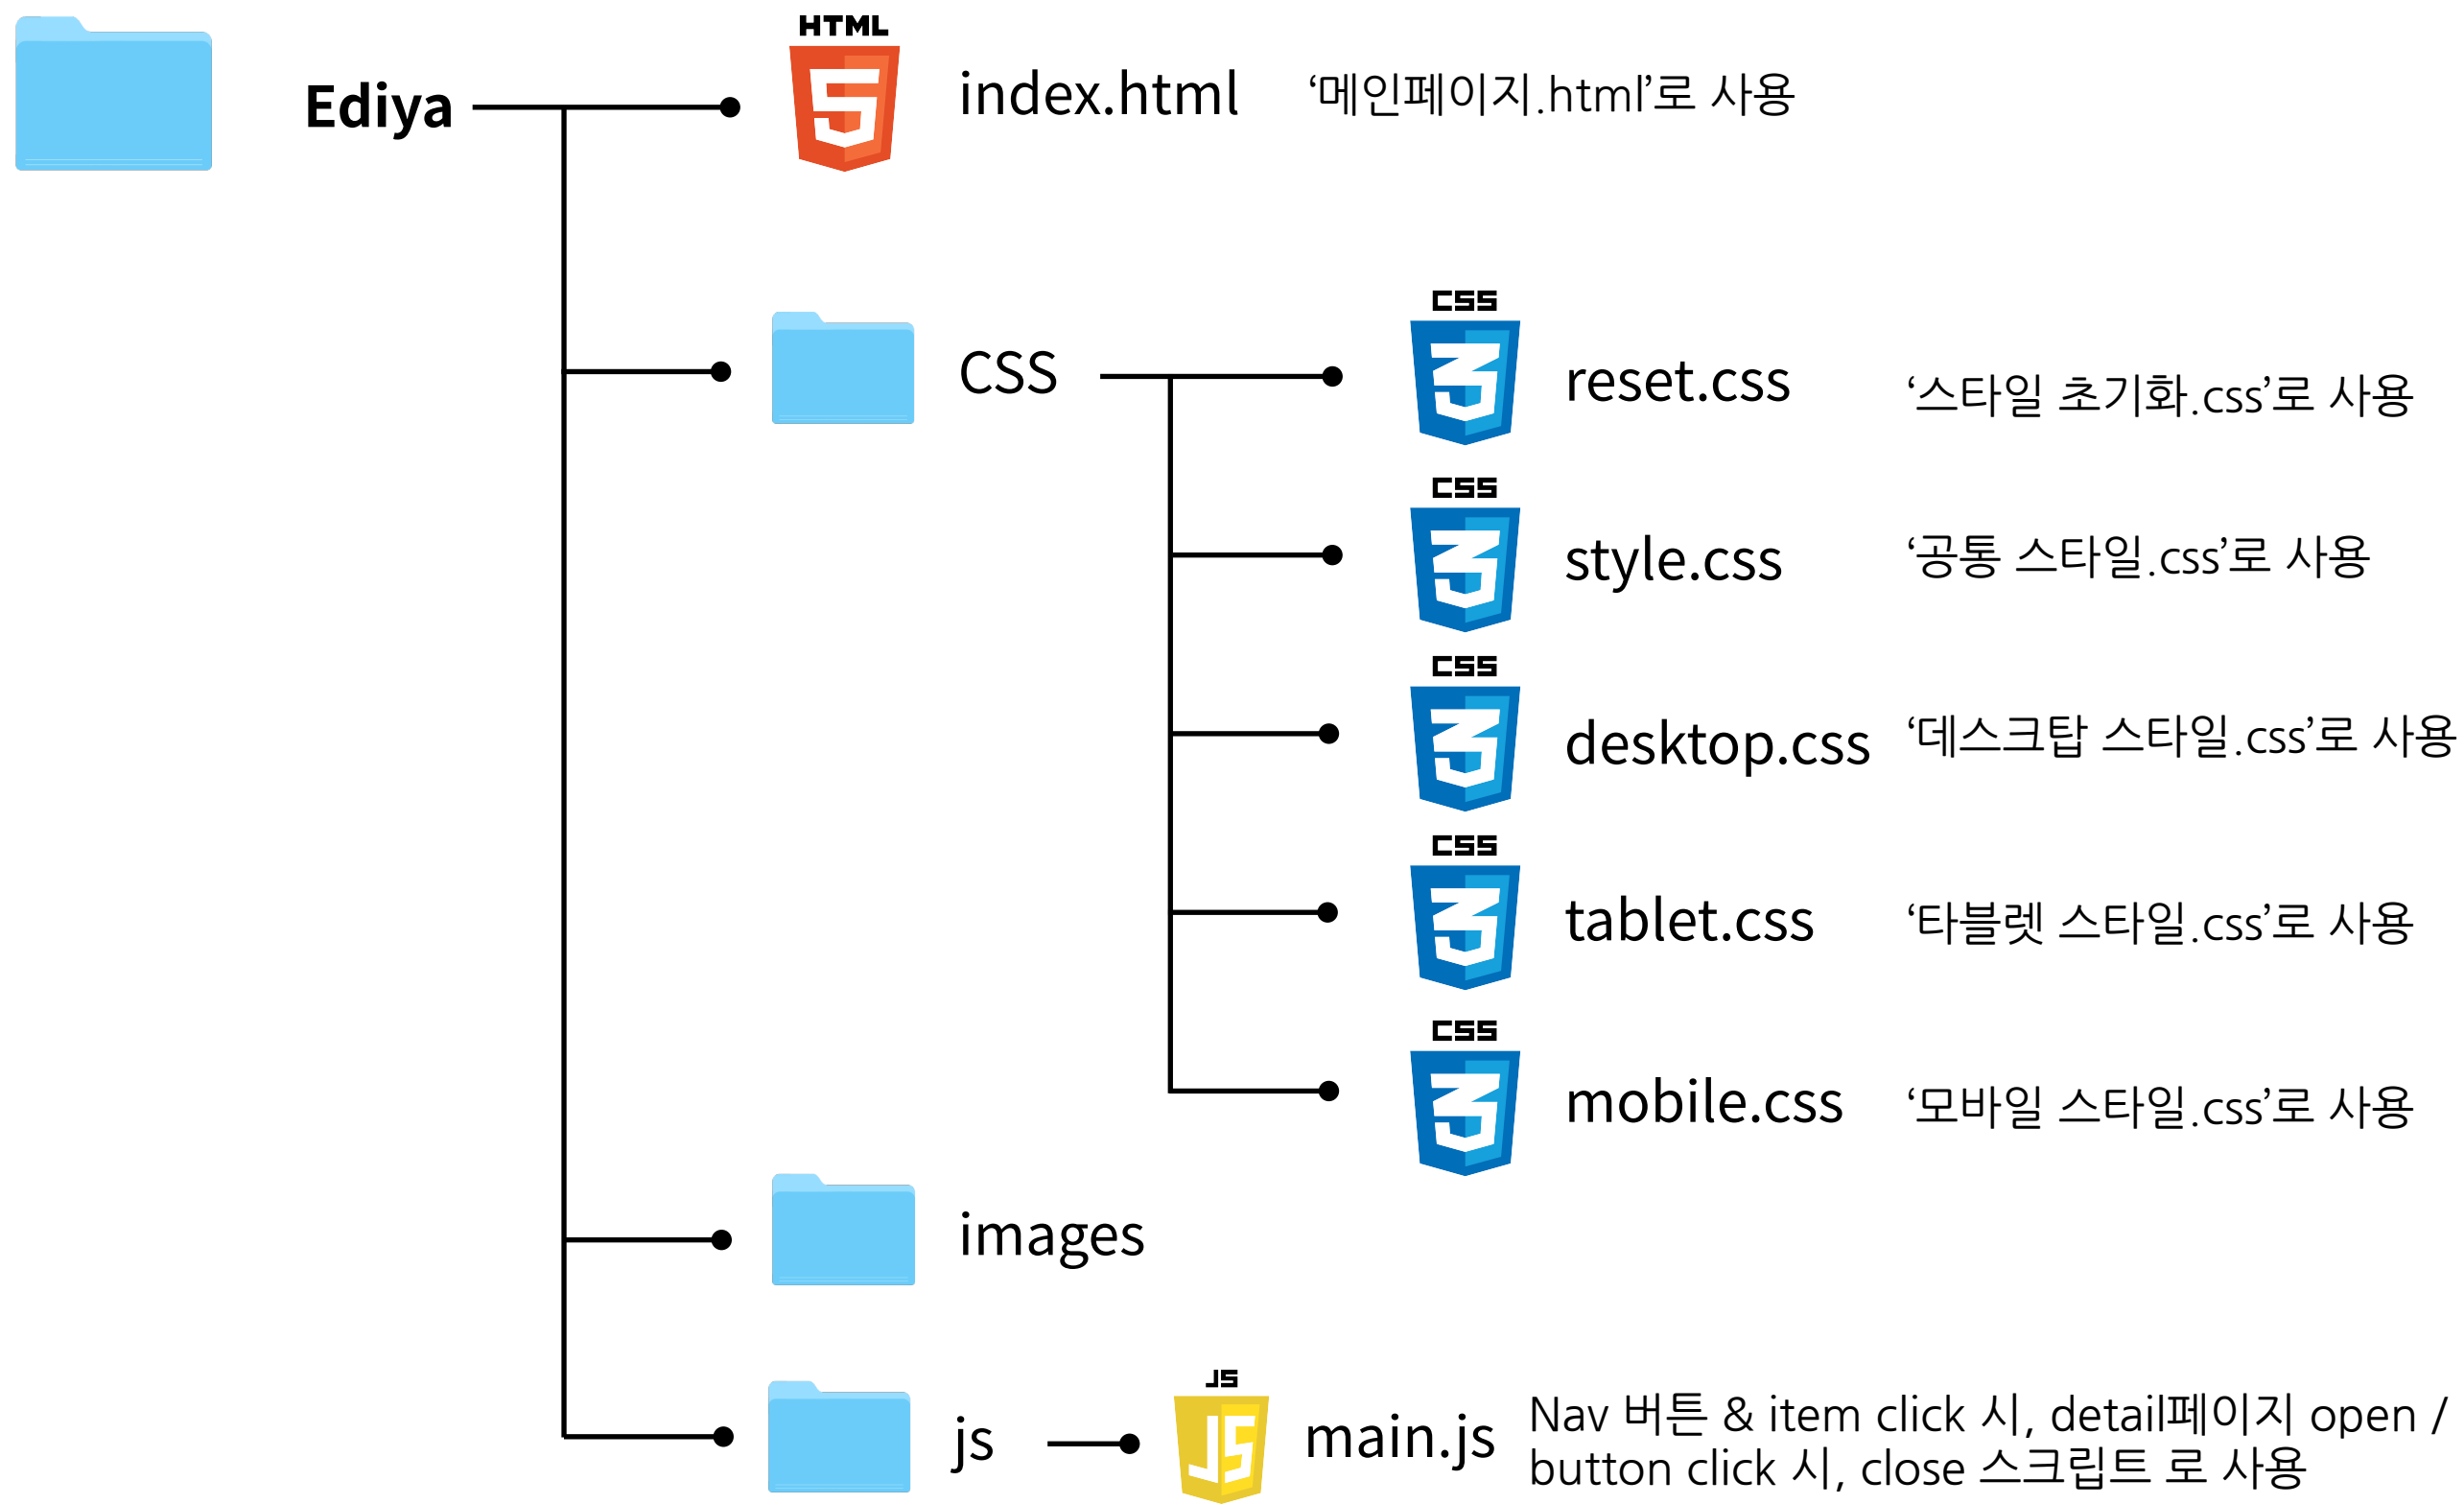 HTML
Ediya
index.html
‘메인페이지.html’로 사용
CSS
CSS
reset.css
‘스타일 초기화.css’로 사용
CSS
style.css
‘공통 스타일.css’로 사용
CSS
desktop.css
‘데스크탑 스타일.css’로 사용
CSS
tablet.css
‘타블렛 스타일.css’로 사용
CSS
mobile.css
‘모바일 스타일.css’로 사용
images
js
JS
main.js
Nav 버튼 & item click 시, detail페이지 open /
button click 시, close 스크립트 로 사용